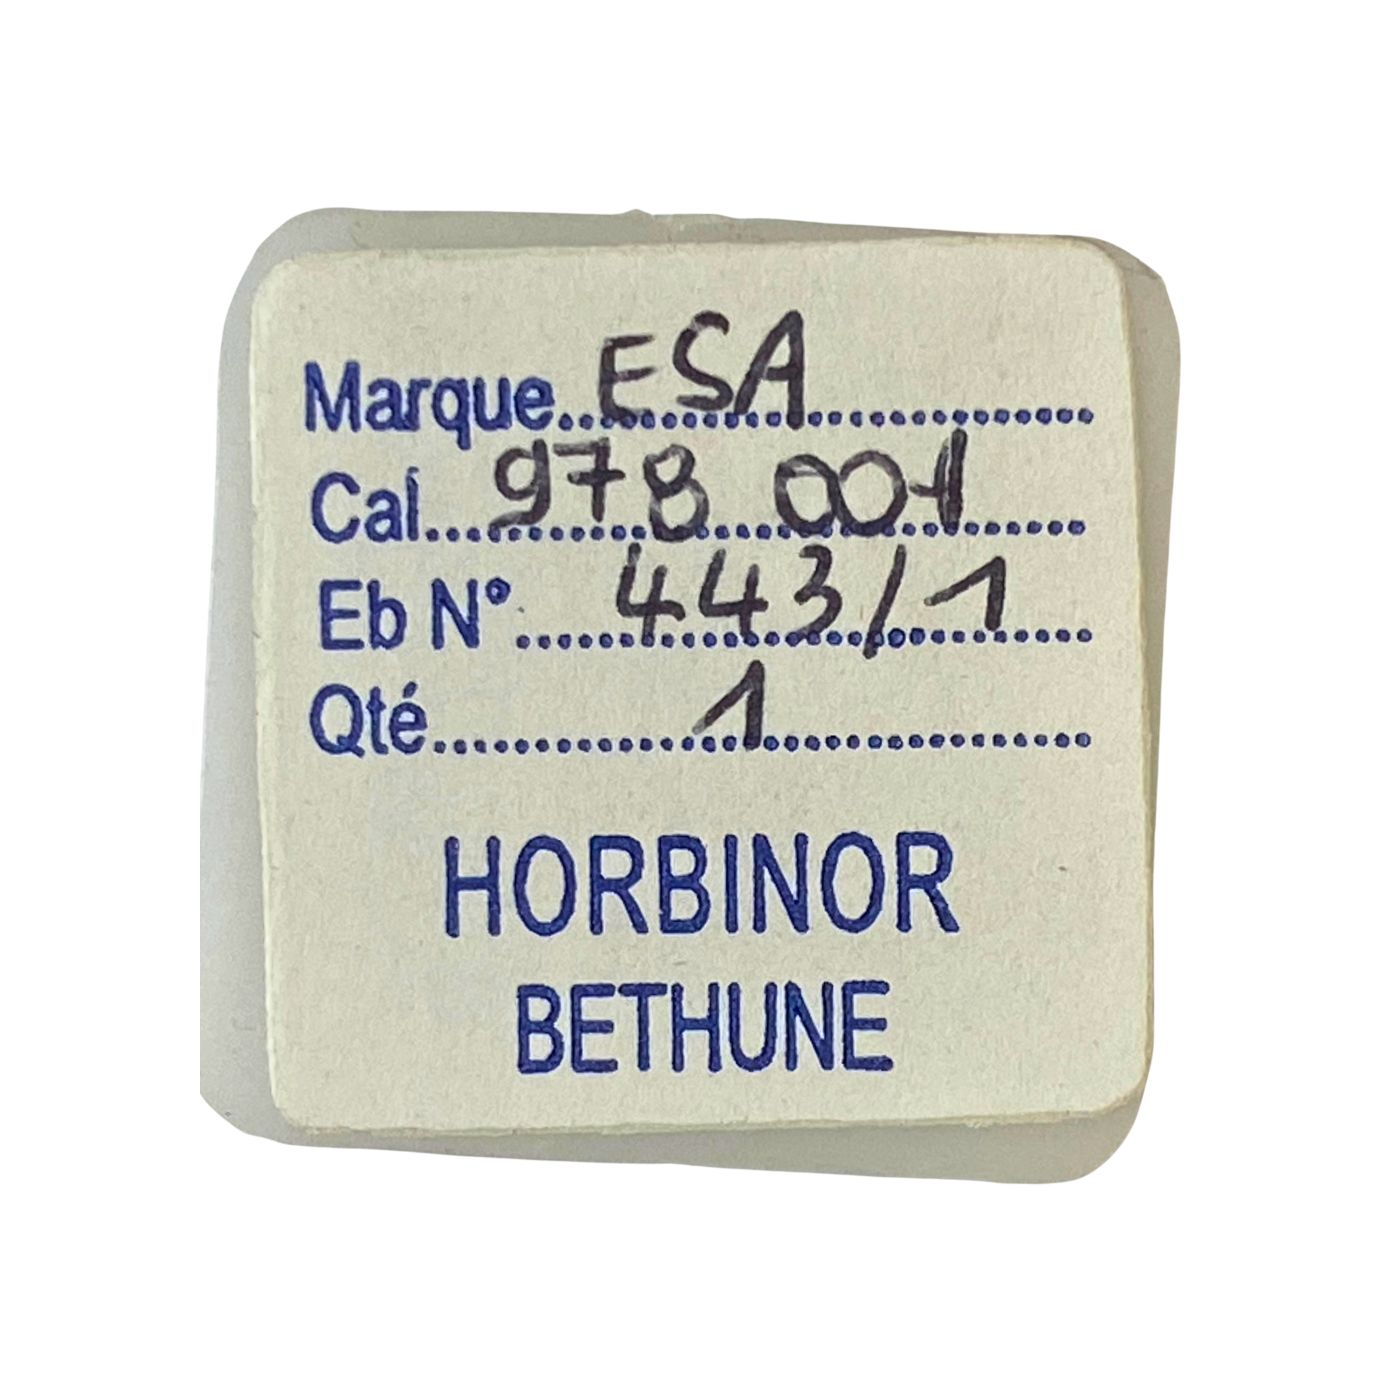 Marque ESA
Cal 978 001
Eb N° 443/1
Qté 1
HORBINOR
BETHUNE